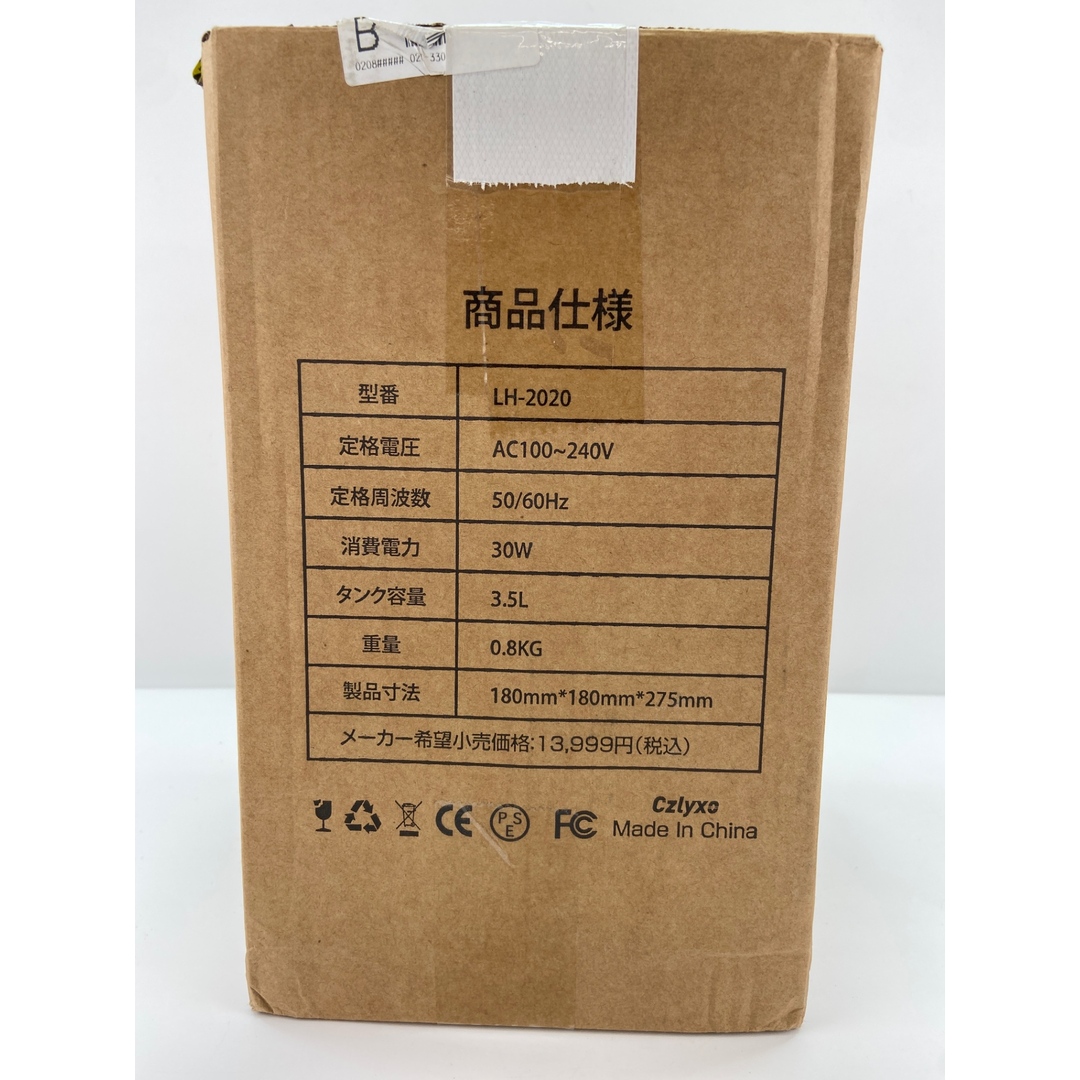 B
0208#####
商品仕様
型番 LH-2020
定格電圧 AC100~240V
定格周波数 50/60Hz
消費電力 30W
タンク容量 3.5L
重量 0.8KG
製品寸法 180mm*180mm*275mm
メーカー希望小売価格:13,999円(税込)
CE PSE FC Czlyxo
Made In China